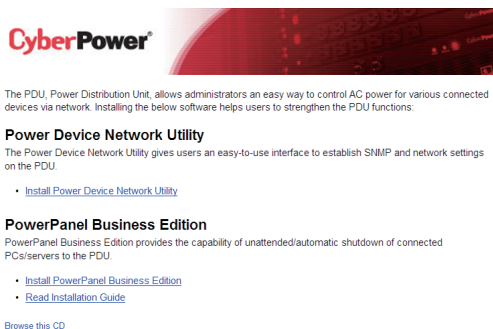 CyberPower®
The PDU, Power Distribution Unit, allows administrators an easy way to control AC power for various connected
devices via network. Installing the below software helps users to strengthen the PDU functions:
Power Device Network Utility
The Power Device Network Utility gives users an easy-to-use interface to establish SNMP and network settings
on the PDU.
• Install Power Device Network Utility
PowerPanel Business Edition
PowerPanel Business Edition provides the capability of unattended/automatic shutdown of connected
PCs/servers to the PDU.
• Install PowerPanel Business Edition
• Read Installation Guide
Browse this CD